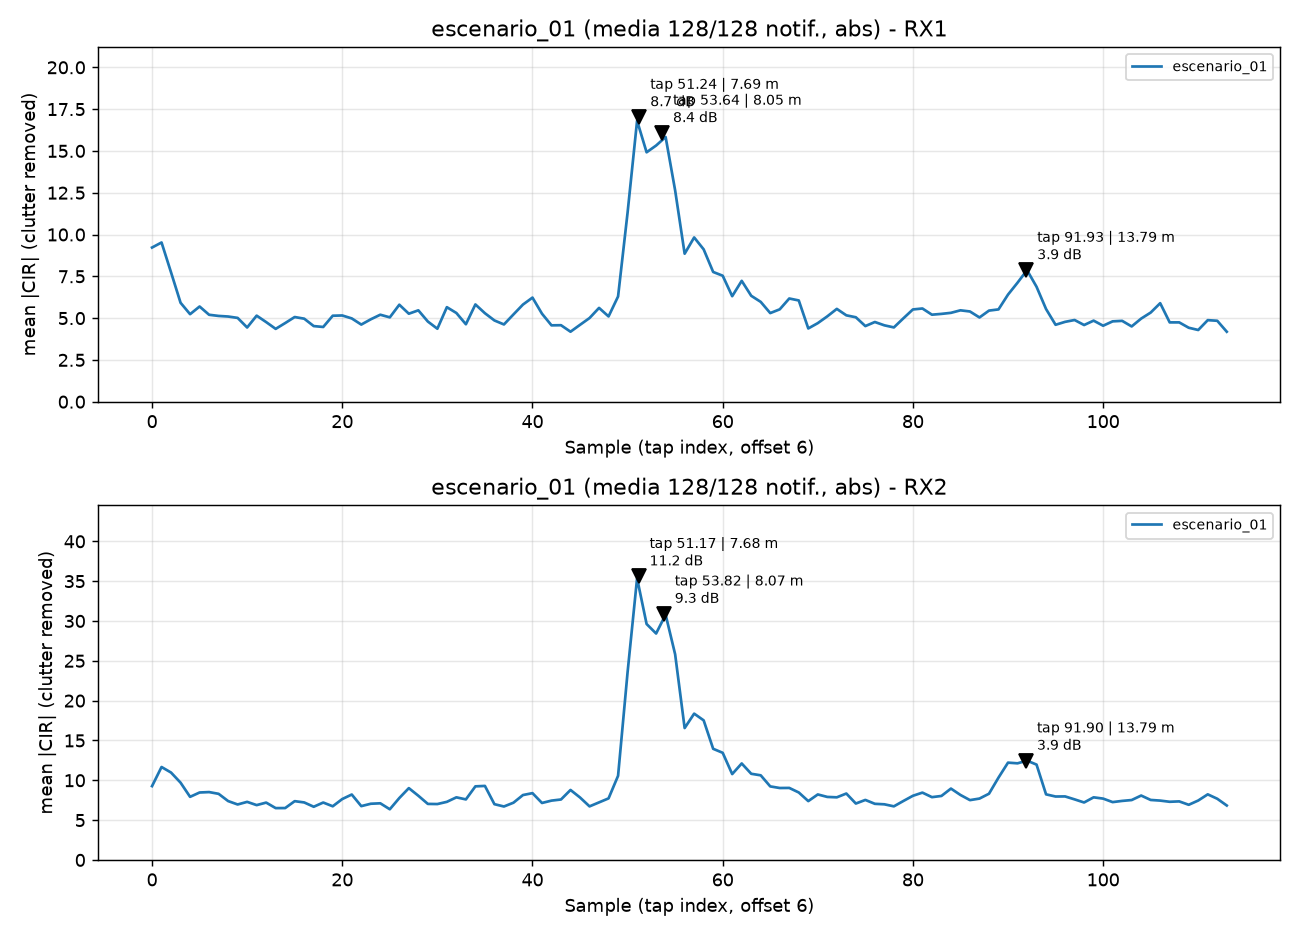 escenario_01 (media 128/128 notif., abs) - RX1
mean |CIR| (clutter removed)
20.0
17.5
15.0
12.5
10.0
7.5
5.0
2.5
0.0
escenario_01
tap 51.24 | 7.69 m
8.7 dB
tap 53.64 | 8.05 m
8.4 dB
tap 91.93 | 13.79 m
3.9 dB
0 20 40 60 80 100
Sample (tap index, offset 6)
escenario_01 (media 128/128 notif., abs) - RX2
mean |CIR| (clutter removed)
40
35
30
25
20
15
10
5
0
escenario_01
tap 51.17 | 7.68 m
11.2 dB
tap 53.82 | 8.07 m
9.3 dB
tap 91.90 | 13.79 m
3.9 dB
0 20 40 60 80 100
Sample (tap index, offset 6)